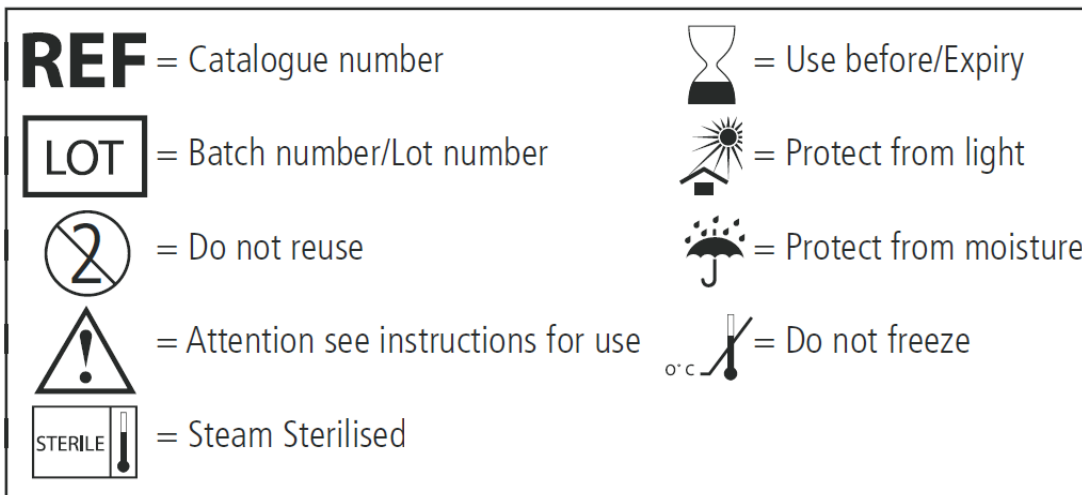 REF = Catalogue number
LOT = Batch number/Lot number
2 = Do not reuse
! = Attention see instructions for use
STERILE = Steam Sterilised
= Use before/Expiry
= Protect from light
= Protect from moisture
0°C = Do not freeze